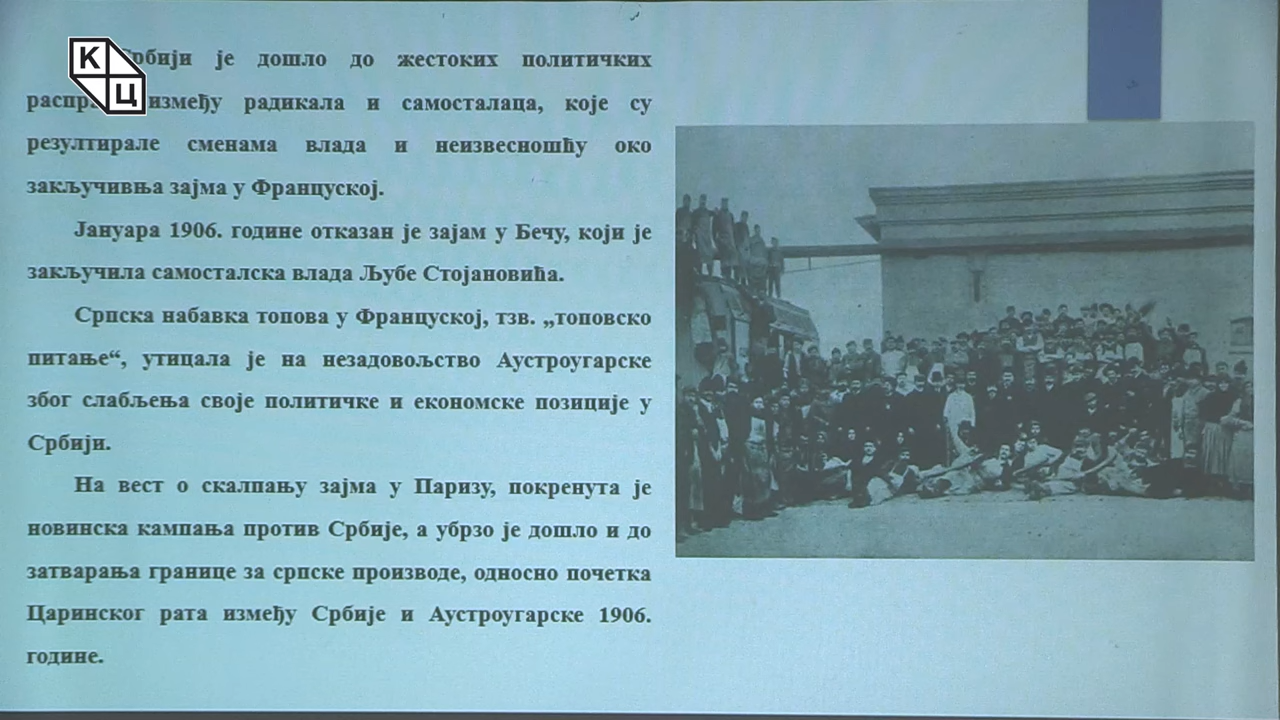 К
Ц
Србији је дошло до жестоких политичких
између радикала и самосталаца, које су
резултирале сменама влада и неизвесношћу око
закључивња зајма у Француској.
Јануара 1906. године отказан је зајам у Бечу, који је
закључила самосталска влада Љубе Стојановића.
Српска набавка топова у Француској, тзв. „топовско
питање“, утицала је на незадовољство Аустроугарске
због слабљења своје политичке и економске позиције у
Србији.
На вест о скалпању зајма у Паризу, покренута је
новинска кампања против Србије, а убрзо је дошло и до
затварања границе за српске производе, односно почетка
Царинског рата између Србије и Аустроугарске 1906.
године.